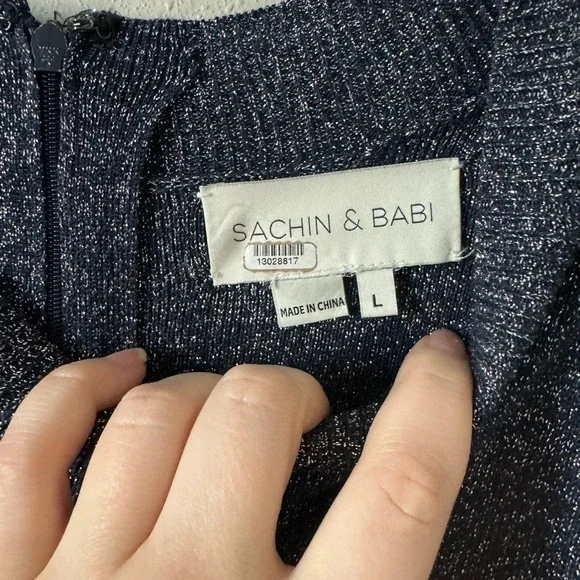 SACHIN & BABI
13028817
MADE IN CHINA
L